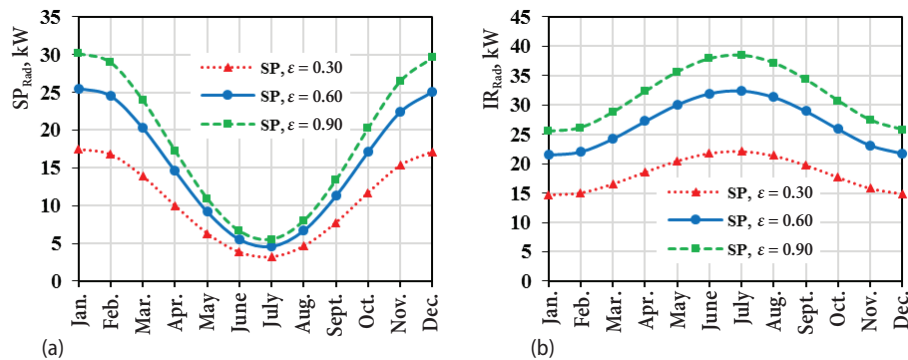 35
30
25
20
15
10
5
0
SP_Rad, kW
SP, ε = 0.30
SP, ε = 0.60
SP, ε = 0.90
Jan.
Feb.
Mar.
Apr.
May
June
July
Aug.
Sept.
Oct.
Nov.
Dec.
(a)
45
40
35
30
25
20
15
10
5
0
IR_Rad, kW
SP, ε = 0.30
SP, ε = 0.60
SP, ε = 0.90
Jan.
Feb.
Mar.
Apr.
May
June
July
Aug.
Sept.
Oct.
Nov.
Dec.
(b)